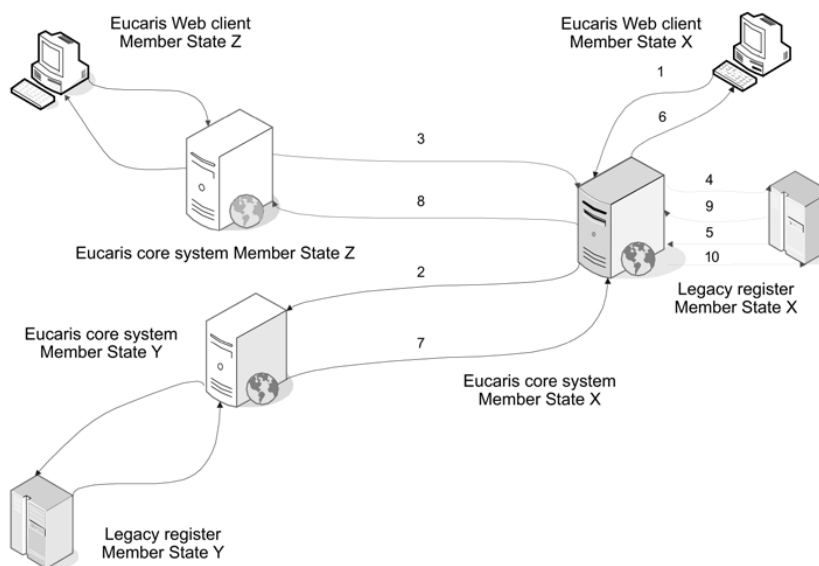 Eucaris Web client
Member State Z
Eucaris Web client
Member State X
1
6
3
4
8
9
5
10
Eucaris core system Member State Z
2
Legacy register
Member State X
Eucaris core system
Member State Y
7
Eucaris core system
Member State X
Legacy register
Member State Y